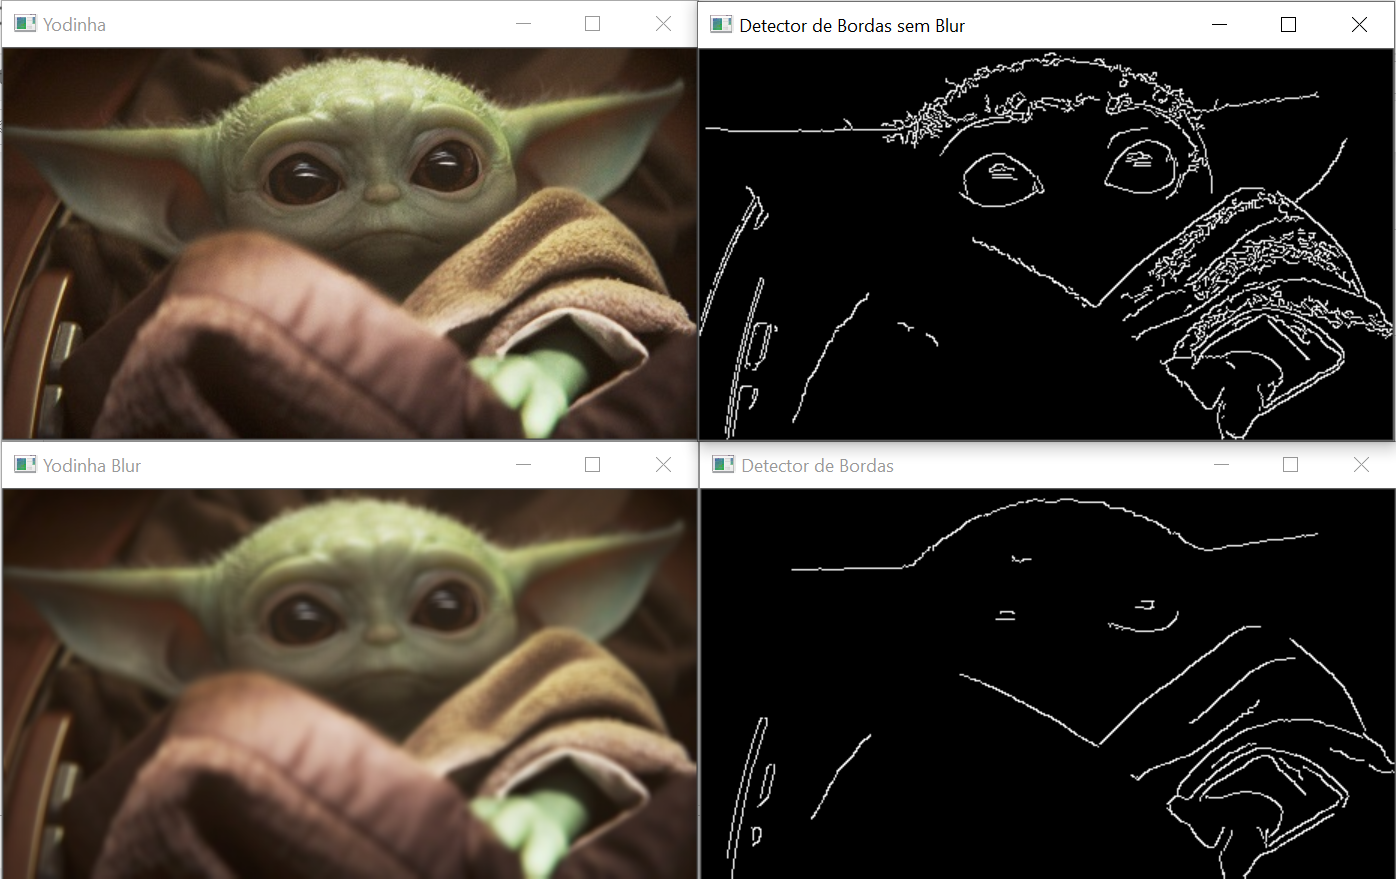 Yodinha
Detector de Bordas sem Blur
Yodinha Blur
Detector de Bordas